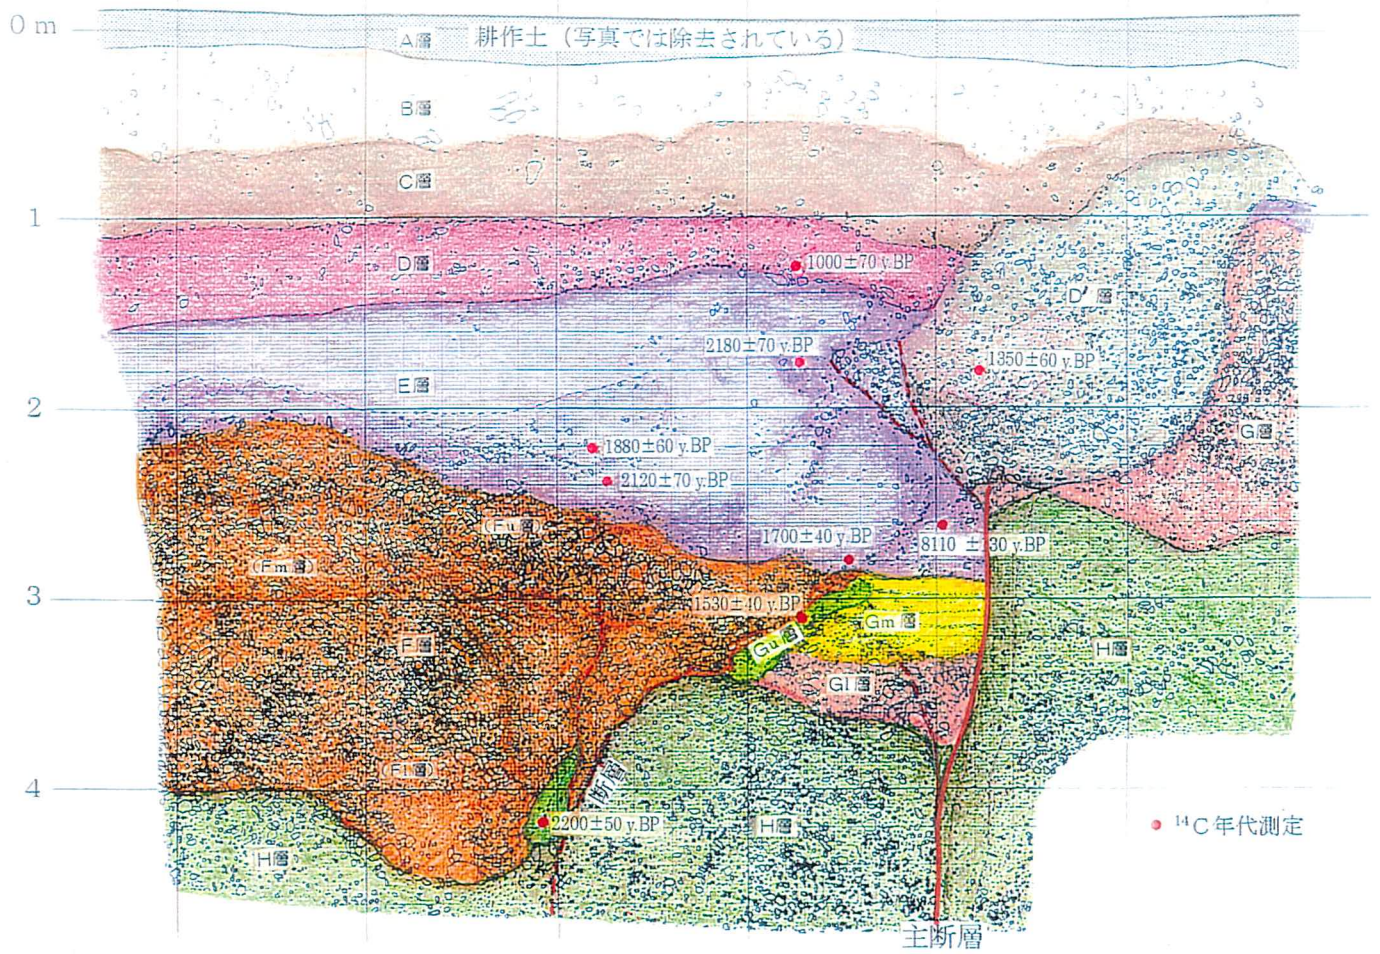 0 m
A層 耕作土 (写真では除去されている)
B層
C層
1
D層
1000±70 y.BP
D'層
2180±70 y.BP
1350±60 y.BP
E層
2
G層
1880±60 y.BP
2120±70 y.BP
(Fu層)
1700±40 y.BP
8110 ±130 y.BP
(Fm層)
3
1530±40 y.BP
Gm層
Gu層
F層
H層
Gl層
(Fl層)
4
断層
2200±50 y.BP
H層
H層
¹⁴C年代測定
主断層